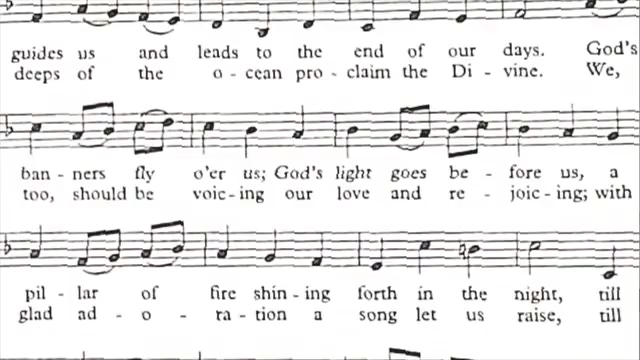 guides us and leads to the end of our days. God's
deeps of the o - cean pro - claim the Di - vine. We,
ban - ners fly o'er us; God's light goes be - fore us, a
too, should be voic - ing our love and re - joic - ing; with
pil - lar of fire shin - ing forth in the night, till
glad ad - o - ra - tion a song let us raise, till